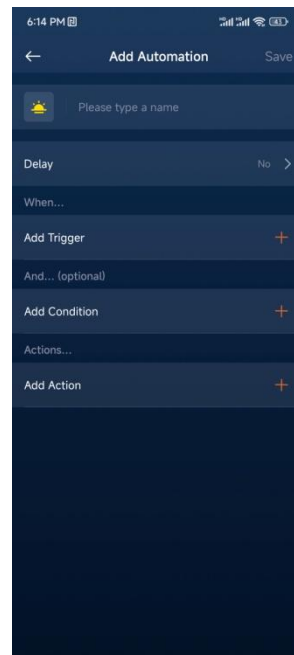 6:14 PM
Add Automation
Save
Please type a name
Delay
No
When...
Add Trigger
And... (optional)
Add Condition
Actions...
Add Action